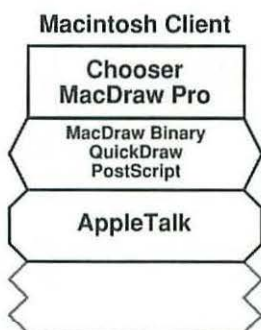 Macintosh Client
Chooser
MacDraw Pro
MacDraw Binary
QuickDraw
PostScript
AppleTalk